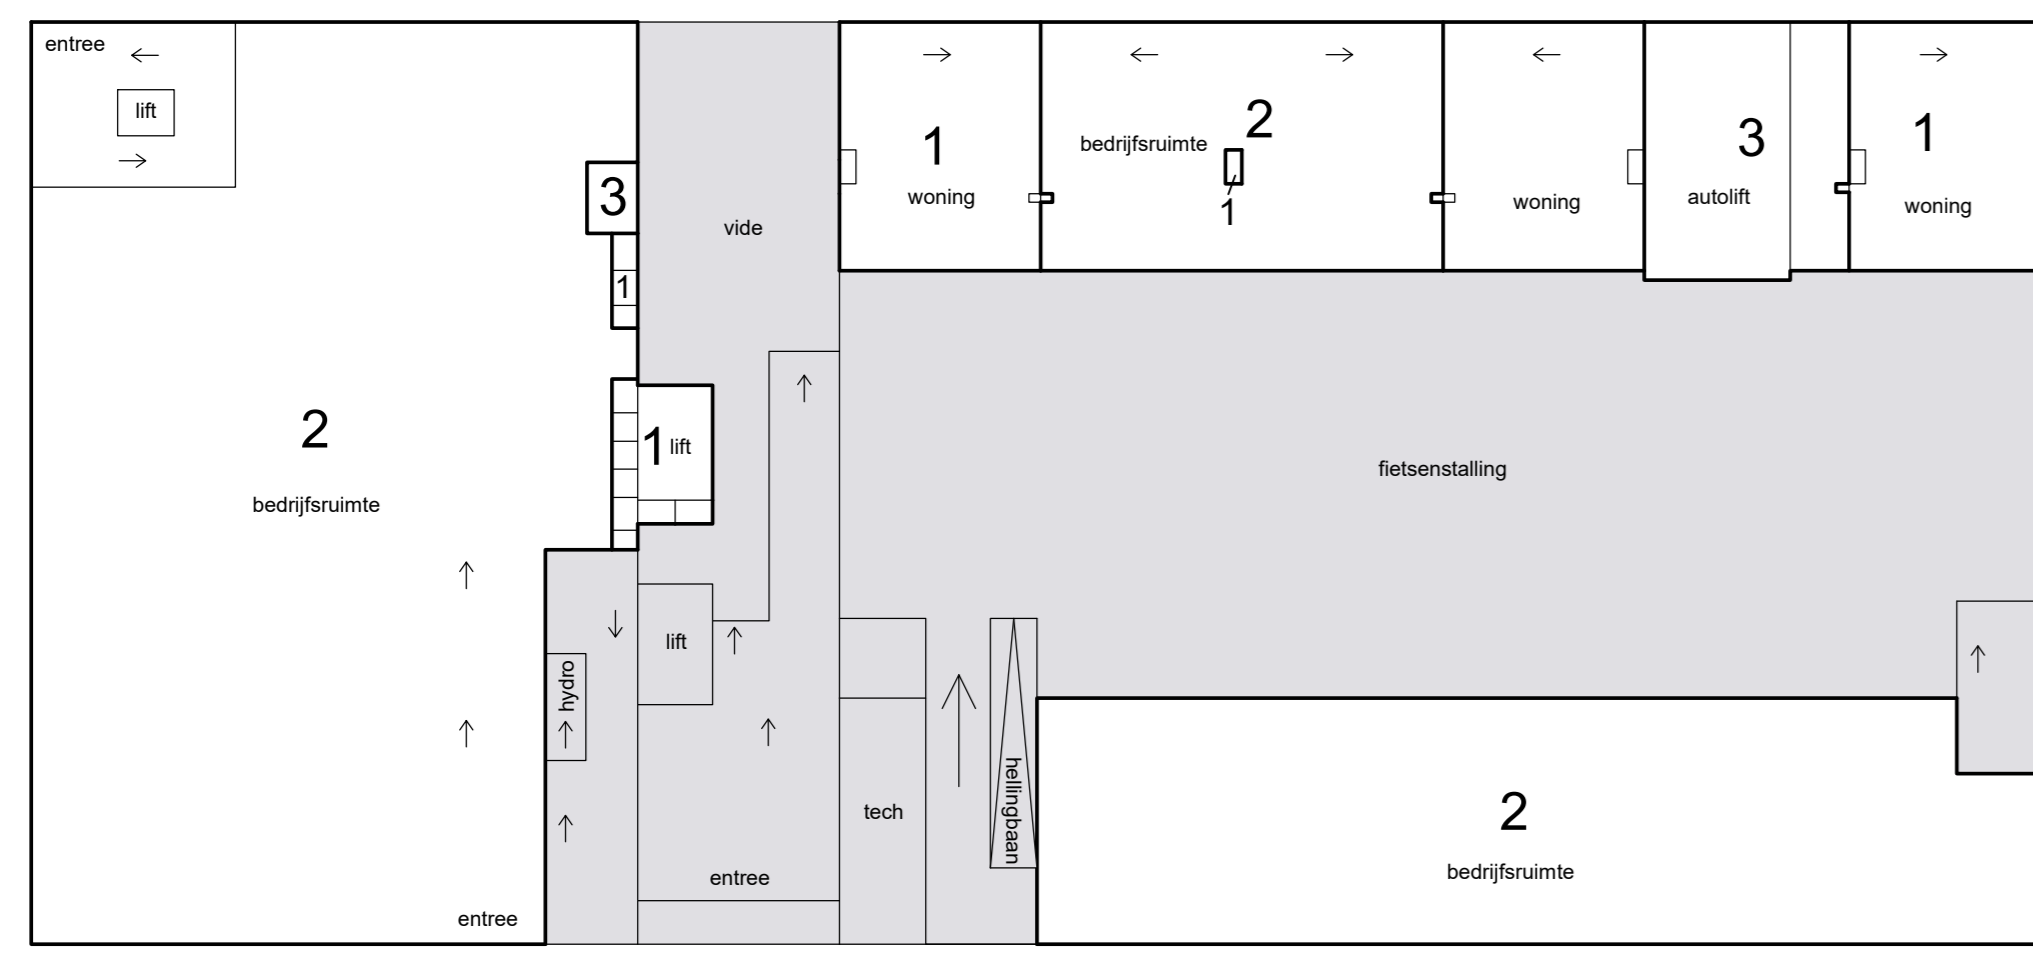 entree
lift
3
1
2
bedrijfsruimte
1 lift
vide
1
woning
2
bedrijfsruimte
1
woning
3
autolift
1
woning
fietsenstalling
lift
hydro
entree
entree
tech
hellingbaan
2
bedrijfsruimte